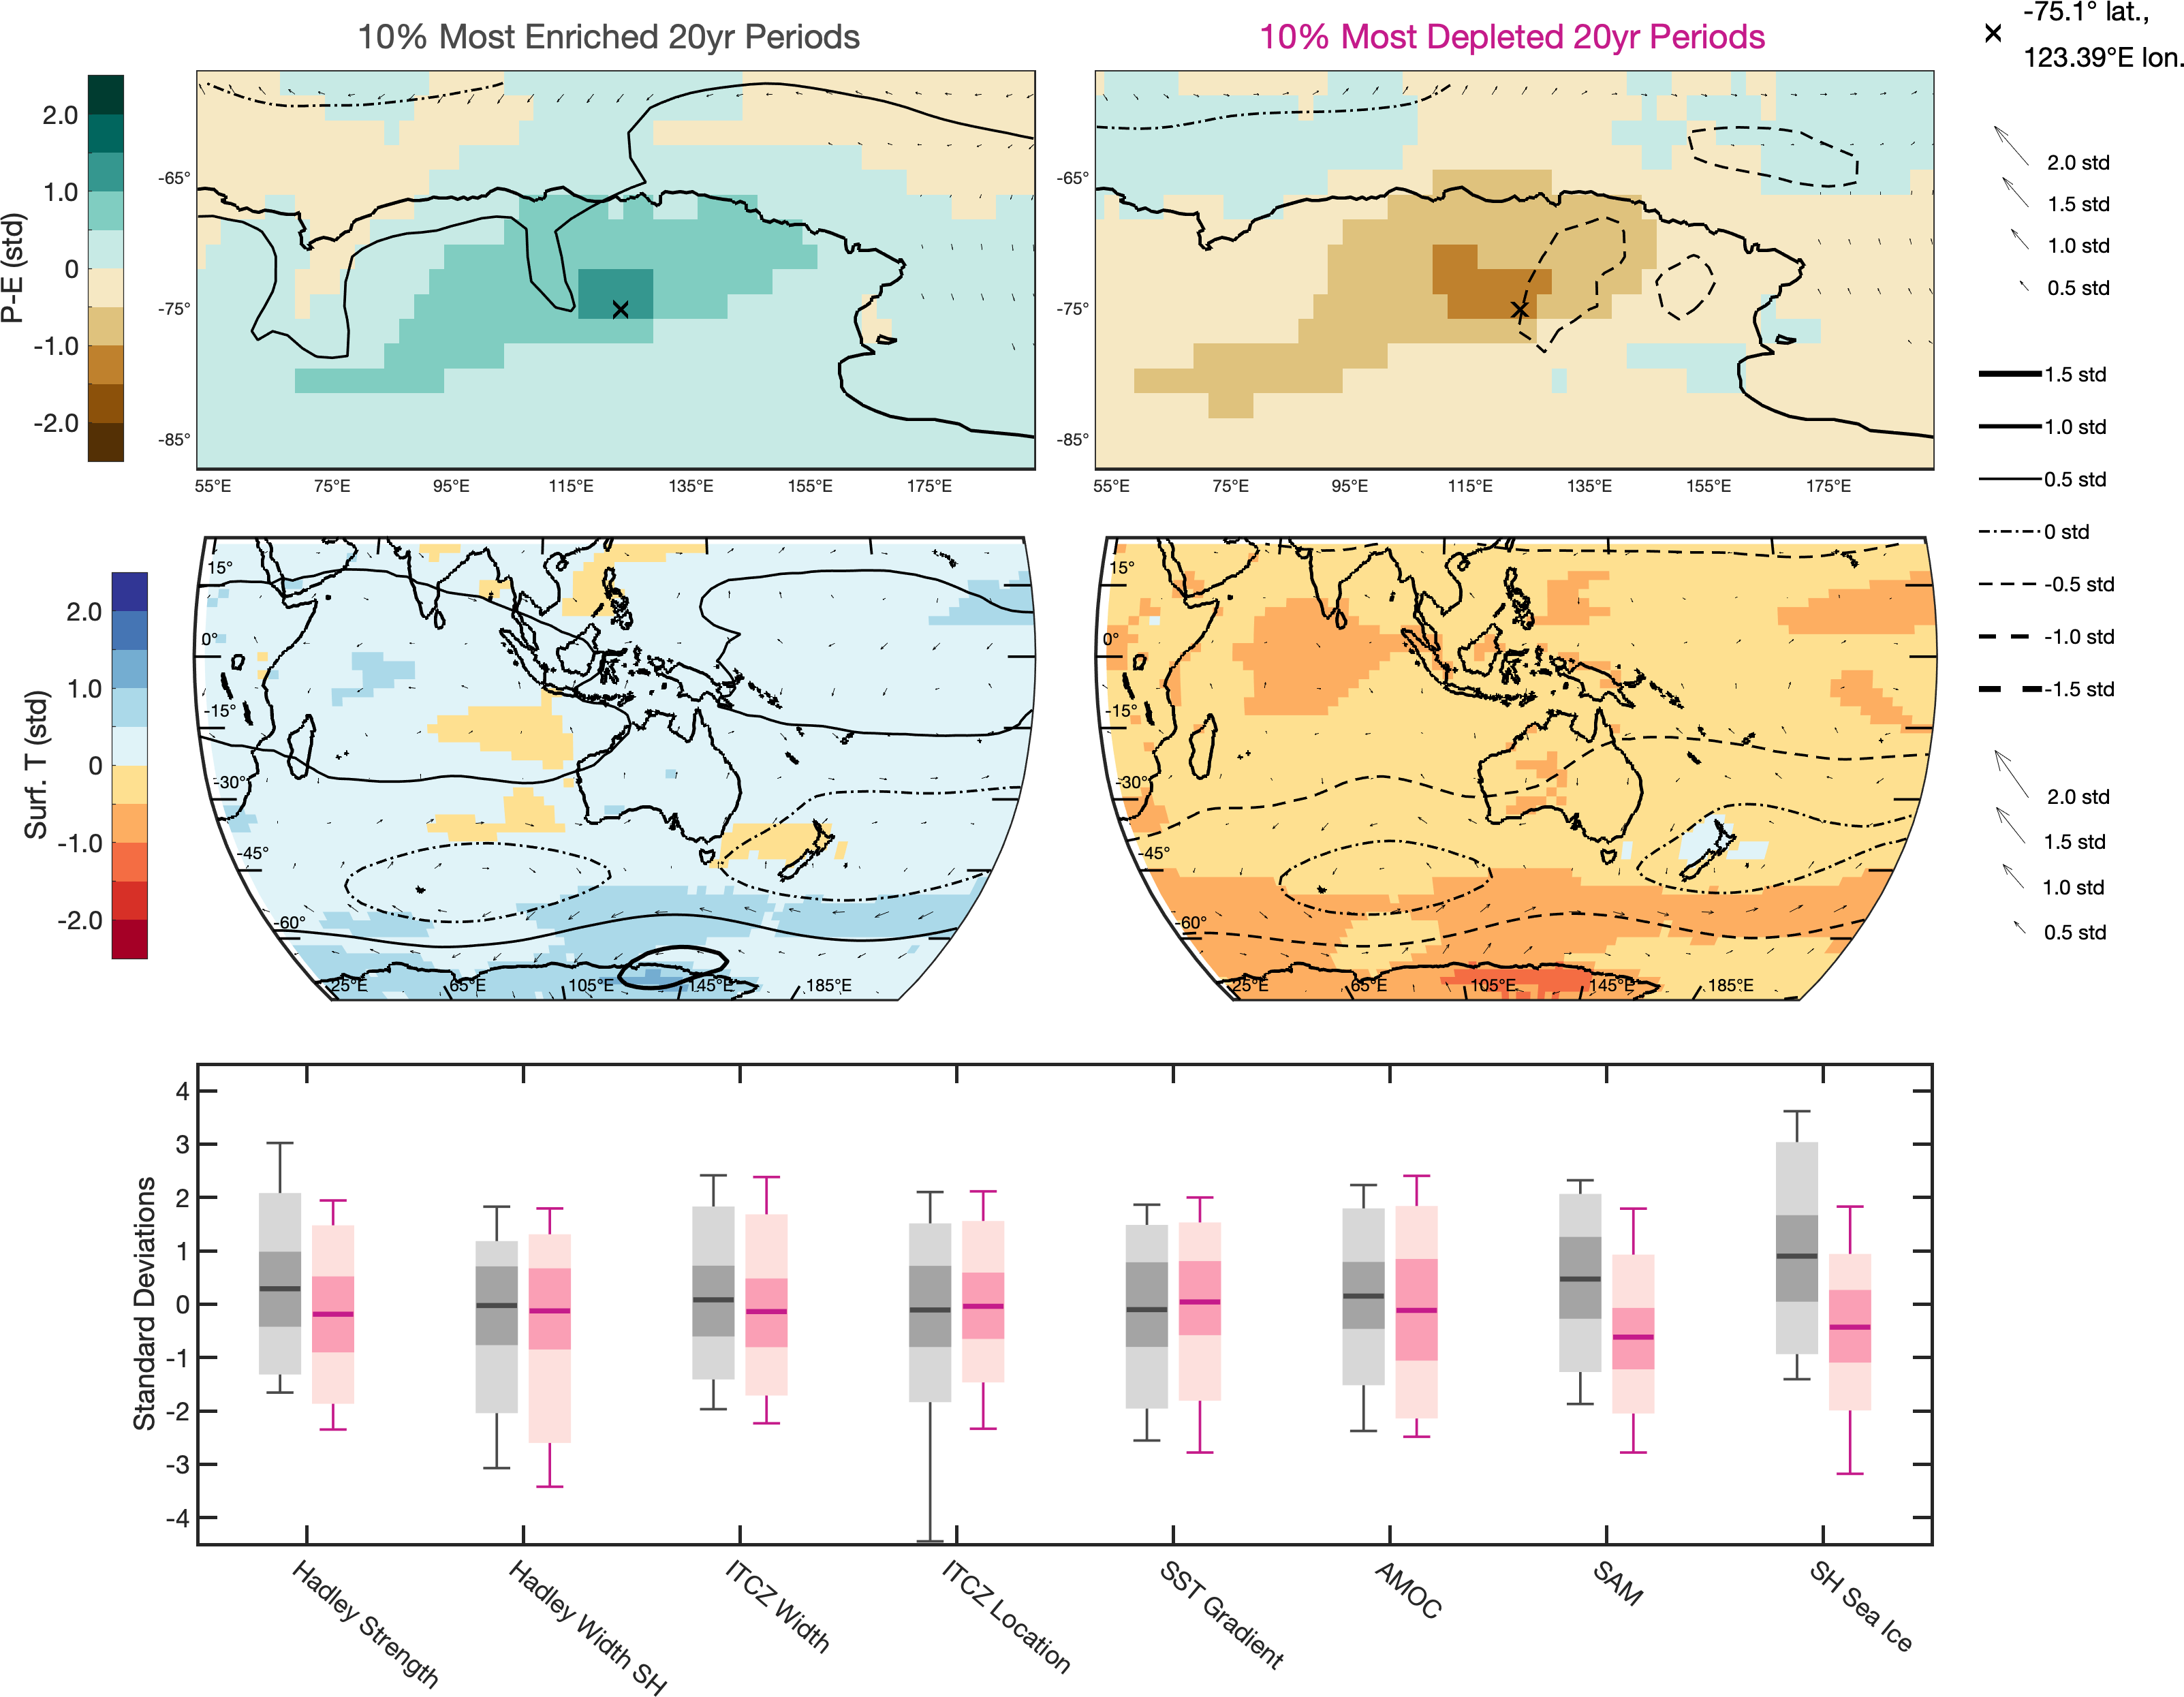 10% Most Enriched 20yr Periods
10% Most Depleted 20yr Periods
-75.1° lat.,
123.39°E lon.
P-E (std)
2.0
1.0
0
-1.0
-2.0
-65°
-75°
-85°
55°E 75°E 95°E 115°E 135°E 155°E 175°E
-65°
-75°
-85°
55°E 75°E 95°E 115°E 135°E 155°E 175°E
2.0 std
1.5 std
1.0 std
0.5 std
1.5 std
1.0 std
0.5 std
0 std
-0.5 std
-1.0 std
-1.5 std
Surf. T (std)
2.0
1.0
0
-1.0
-2.0
15°
0°
-15°
-30°
-45°
-60°
25°E 65°E 105°E 145°E 185°E
15°
0°
-15°
-30°
-45°
-60°
25°E 65°E 105°E 145°E 185°E
2.0 std
1.5 std
1.0 std
0.5 std
Standard Deviations
4
3
2
1
0
-1
-2
-3
-4
Hadley Strength
Hadley Width SH
ITCZ Width
ITCZ Location
SST Gradient
AMOC
SAM
SH Sea Ice